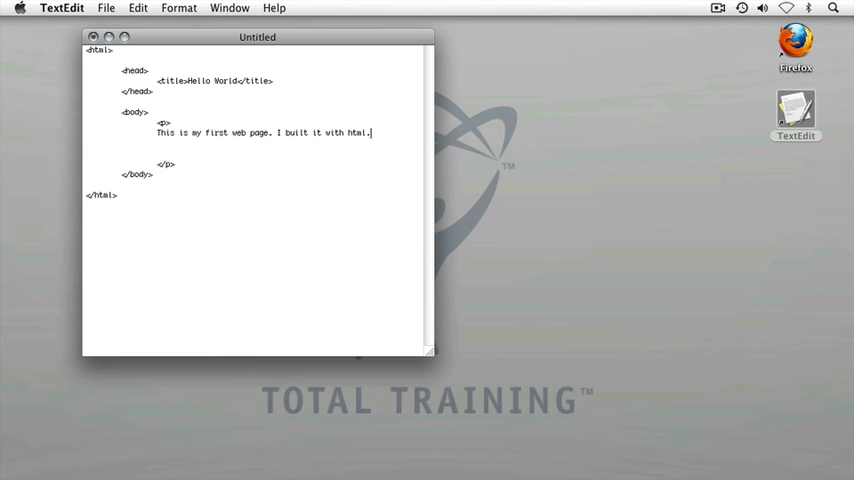 TextEdit File Edit Format Window Help
Untitled
<html>
<head>
<title>Hello World</title>
</head>
<body>
<p>
This is my first web page. I built it with html.
</p>
</body>
</html>
Firefox
TextEdit
TM
TOTAL TRAINING™